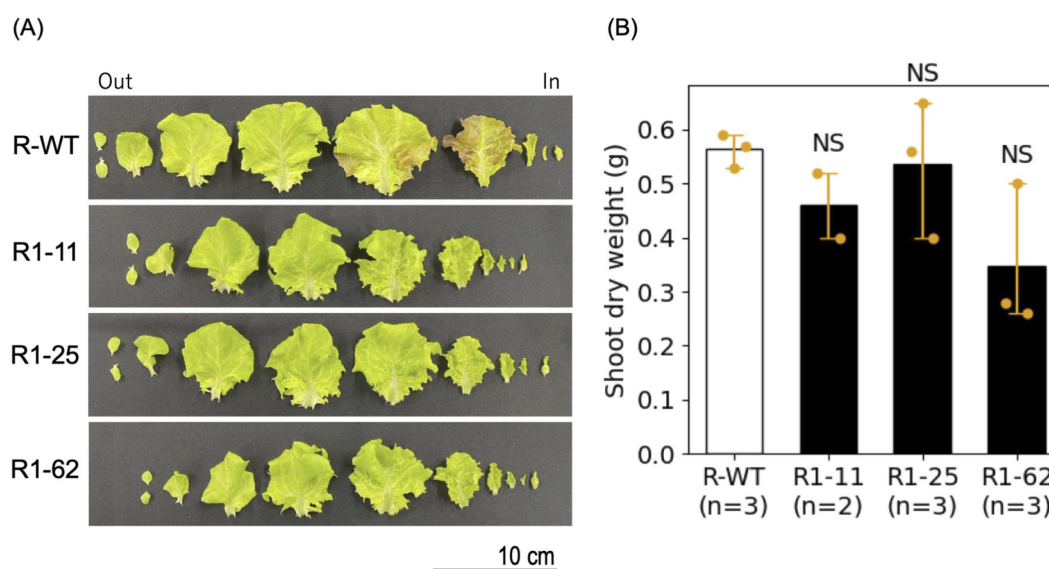 (A)
Out In
R-WT
R1-11
R1-25
R1-62
10 cm
(B)
Shoot dry weight (g)
0.6
0.5
0.4
0.3
0.2
0.1
0.0
NS
NS
NS
R-WT R1-11 R1-25 R1-62
(n=3) (n=2) (n=3) (n=3)